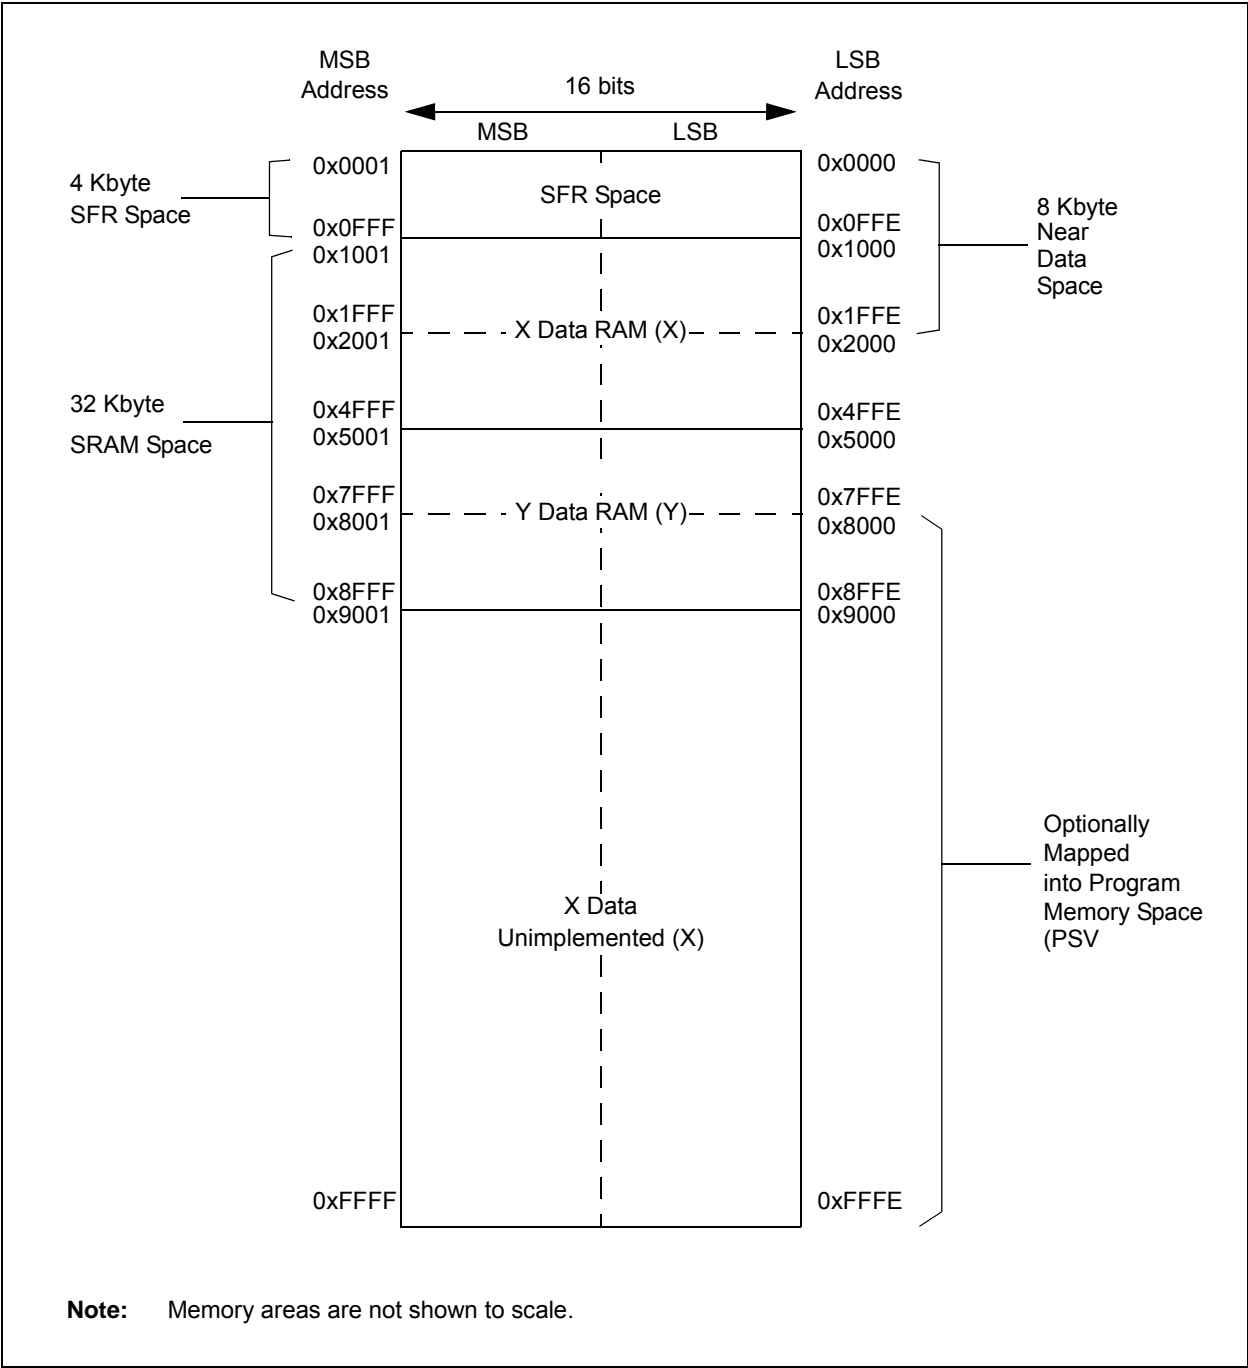 MSB
Address
LSB
Address
16 bits
MSB
LSB
0x0001
0x0000
4 Kbyte
SFR Space
SFR Space
8 Kbyte
Near
Data
Space
0x0FFF
0x0FFE
0x1001
0x1000
0x1FFF
0x1FFE
X Data RAM (X)
0x2001
0x2000
32 Kbyte
SRAM Space
0x4FFF
0x4FFE
0x5001
0x5000
0x7FFF
0x7FFE
Y Data RAM (Y)
0x8001
0x8000
0x8FFF
0x8FFE
0x9001
0x9000
Optionally
Mapped
into Program
Memory Space
(PSV
X Data
Unimplemented (X)
0xFFFF
0xFFFE
Note: Memory areas are not shown to scale.